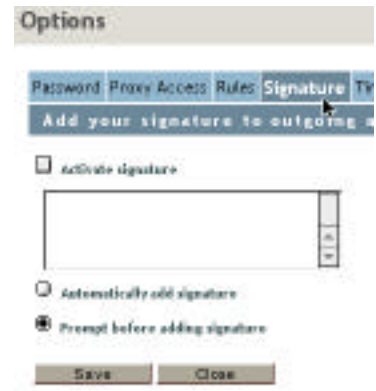 Options
Password Proxy Access Rules Signature
Add your signature to outgoing
Activate signature
Automatically add signature
Prompt before adding signature
Save Close